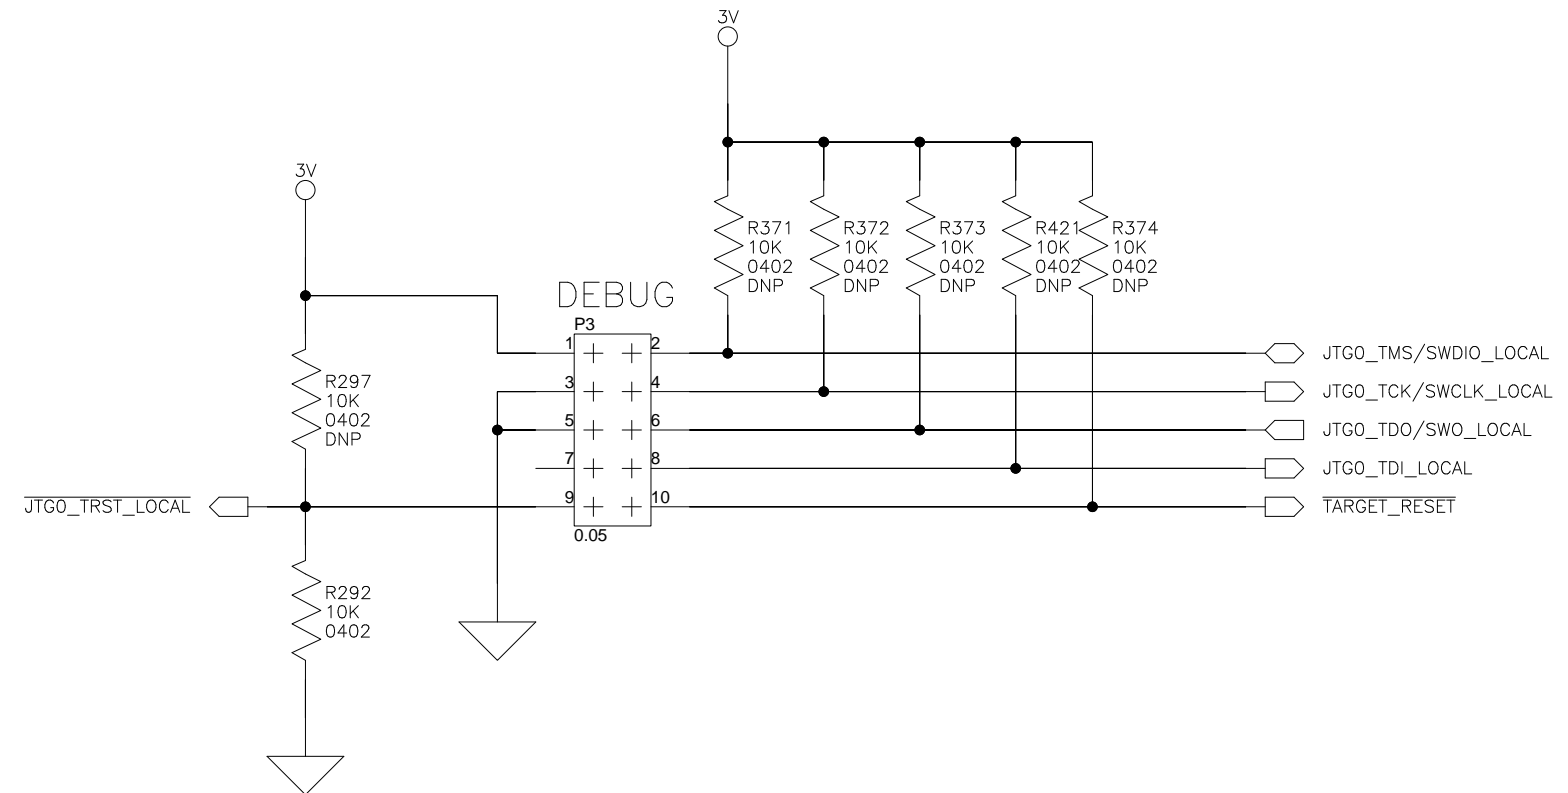 3V
3V
R371
10K
0402
DNP
R372
10K
0402
DNP
R373
10K
0402
DNP
R421
10K
0402
DNP
R374
10K
0402
DNP
DEBUG
P3
1
2
3
4
5
6
7
8
9
10
0.05
JTG0_TMS/SWDIO_LOCAL
JTG0_TCK/SWCLK_LOCAL
JTG0_TDO/SWO_LOCAL
JTG0_TDI_LOCAL
TARGET_RESET
R297
10K
0402
DNP
JTG0_TRST_LOCAL
R292
10K
0402